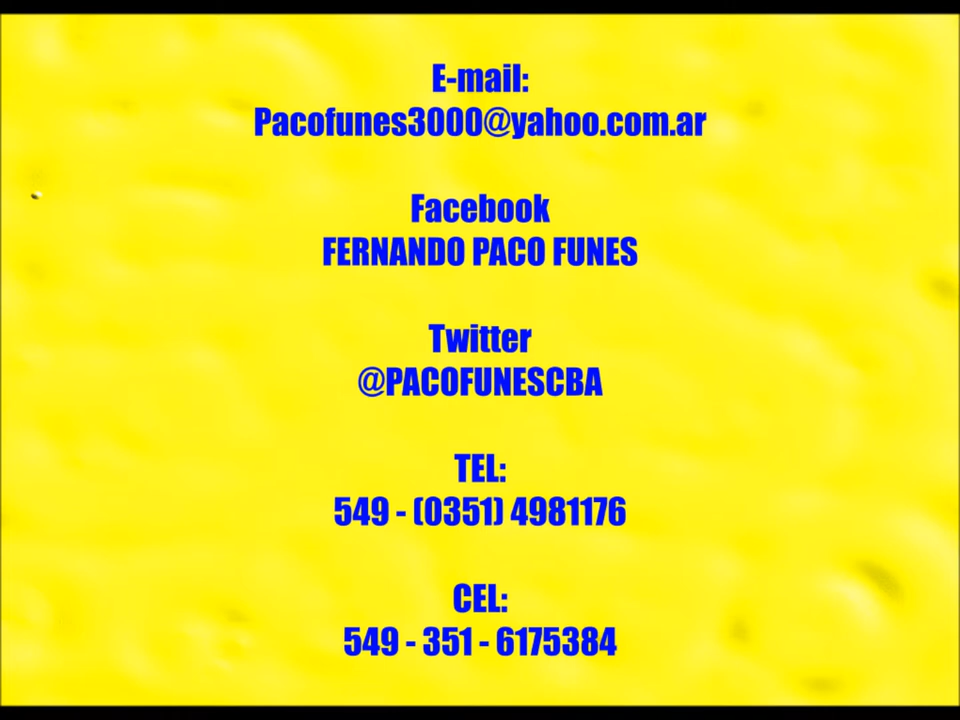 E-mail:
Pacofunes3000@yahoo.com.ar
Facebook
FERNANDO PACO FUNES
Twitter
@PACOFUNESCBA
TEL:
549 - (0351) 4981176
CEL:
549 - 351 - 6175384